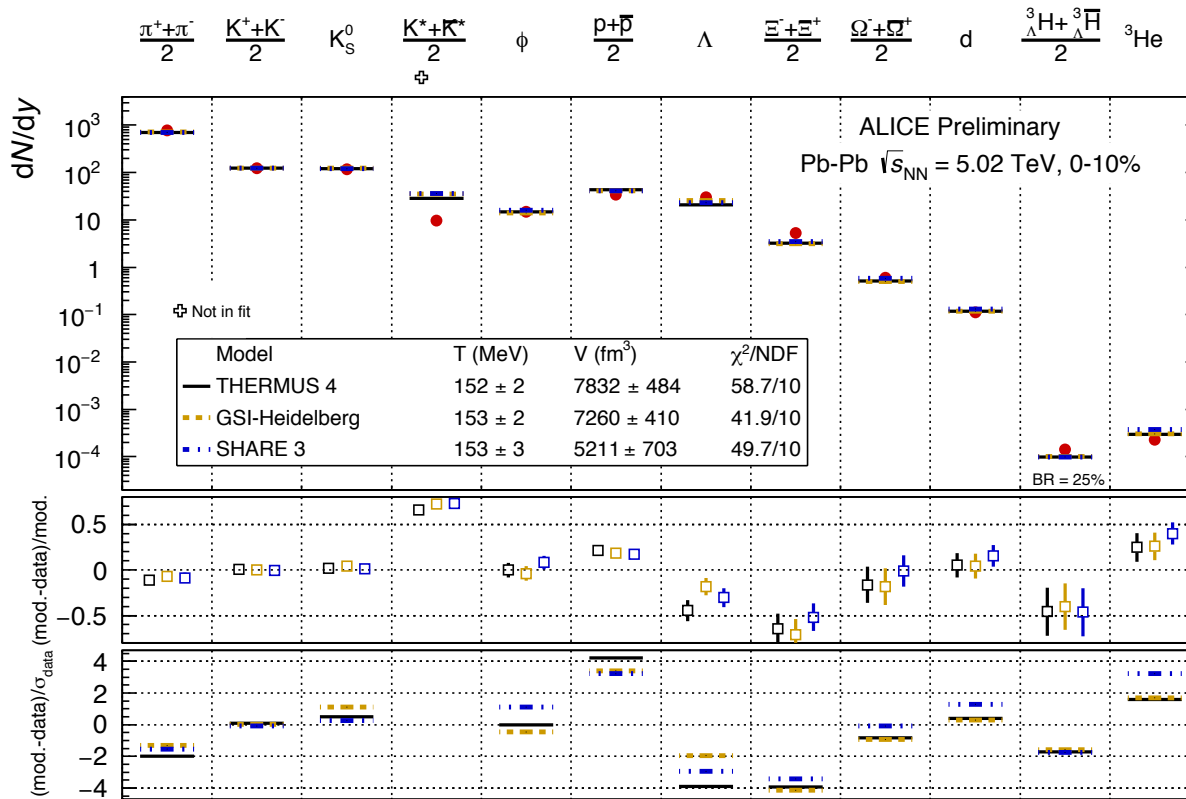 π⁺+π⁻/2 K⁺+K⁻/2 K⁰S K*+K̅*/2 ϕ p+p̅/2 Λ Ξ⁻+Ξ̅⁺/2 Ω⁻+Ω̅⁺/2 d ³ΛH+³ΛH̅/2 ³He
dN/dy
10³
10²
10
1
10⁻¹
10⁻²
10⁻³
10⁻⁴
ALICE Preliminary
Pb-Pb √sNN = 5.02 TeV, 0-10%
Not in fit
Model T (MeV) V (fm³) χ²/NDF
THERMUS 4 152 ± 2 7832 ± 484 58.7/10
GSI-Heidelberg 153 ± 2 7260 ± 410 41.9/10
SHARE 3 153 ± 3 5211 ± 703 49.7/10
BR = 25%
(mod.-data)/mod.
0.5
0
−0.5
(mod.-data)/σdata
4
2
0
−2
−4